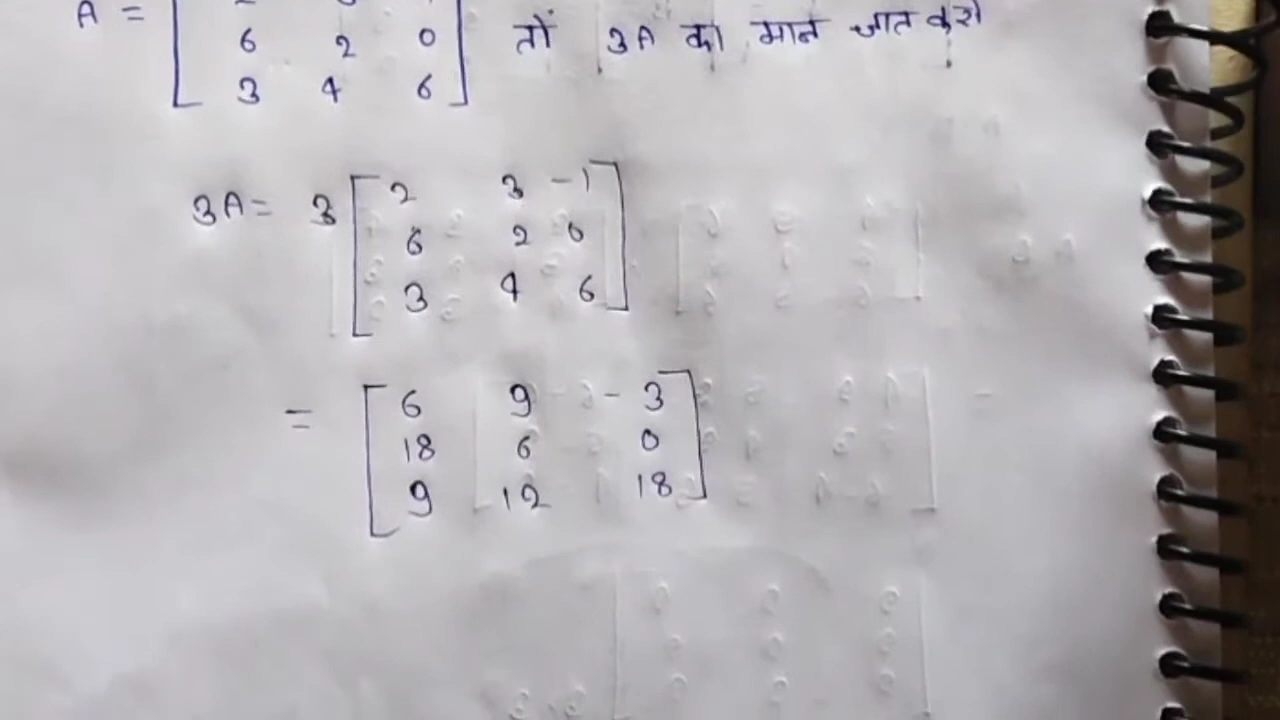 A =
6 2 0 तों 3A का मान ज्ञात करो
3 4 6
3A = 3 [ 2 3 -1
6 2 0
3 4 6 ]
= [ 6 9 - 3
18 6 0
9 12 18 ]